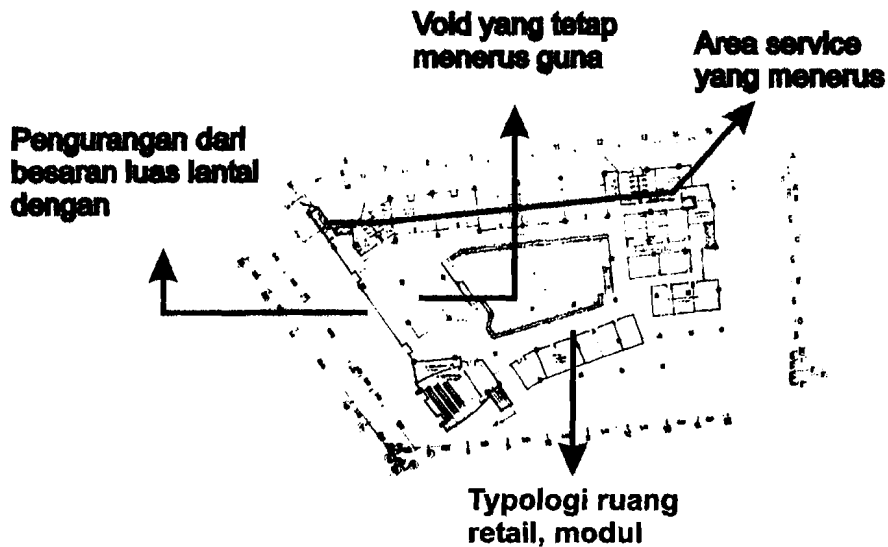 Void yang tetap
menerus guna
Area service
yang menerus
Pengurangan dari
besaran luas lantai
dengan
Typologi ruang
retail, modul